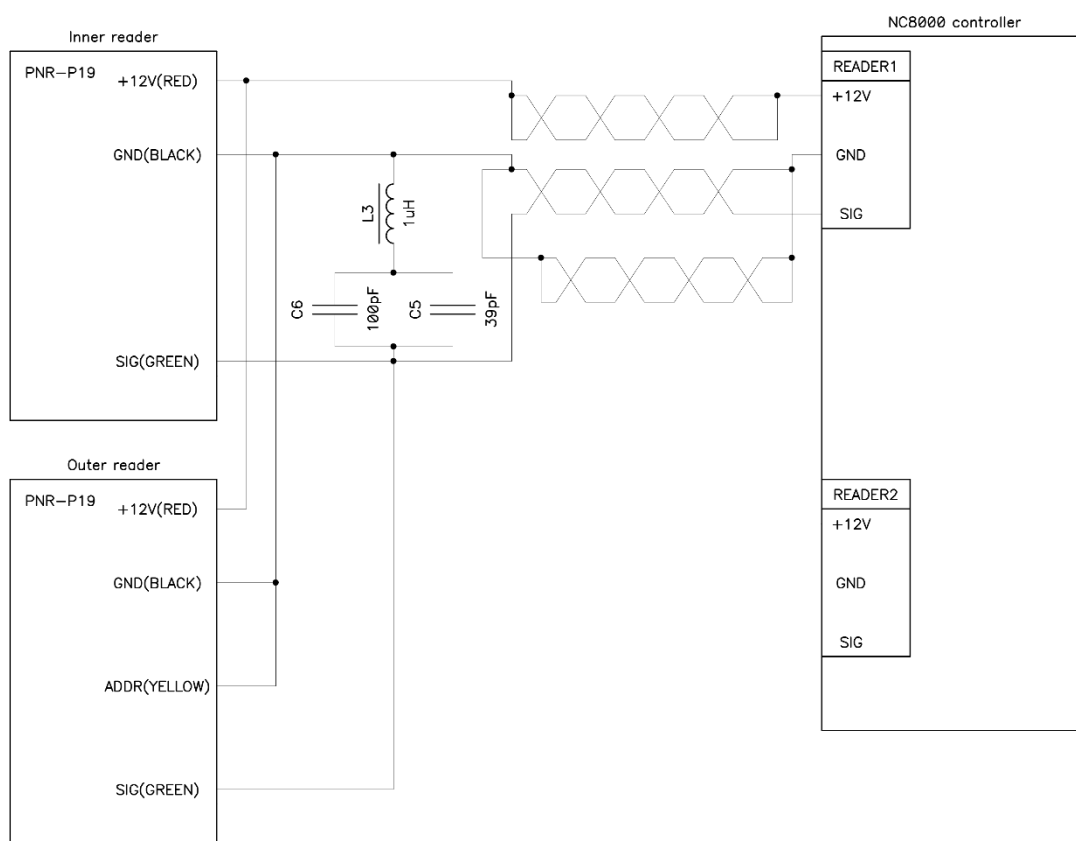 NC8000 controller
Inner reader
PNR-P19
+12V(RED)
GND(BLACK)
SIG(GREEN)
L3
1uH
C6
100pF
C5
39pF
READER1
+12V
GND
SIG
Outer reader
PNR-P19
+12V(RED)
GND(BLACK)
ADDR(YELLOW)
SIG(GREEN)
READER2
+12V
GND
SIG